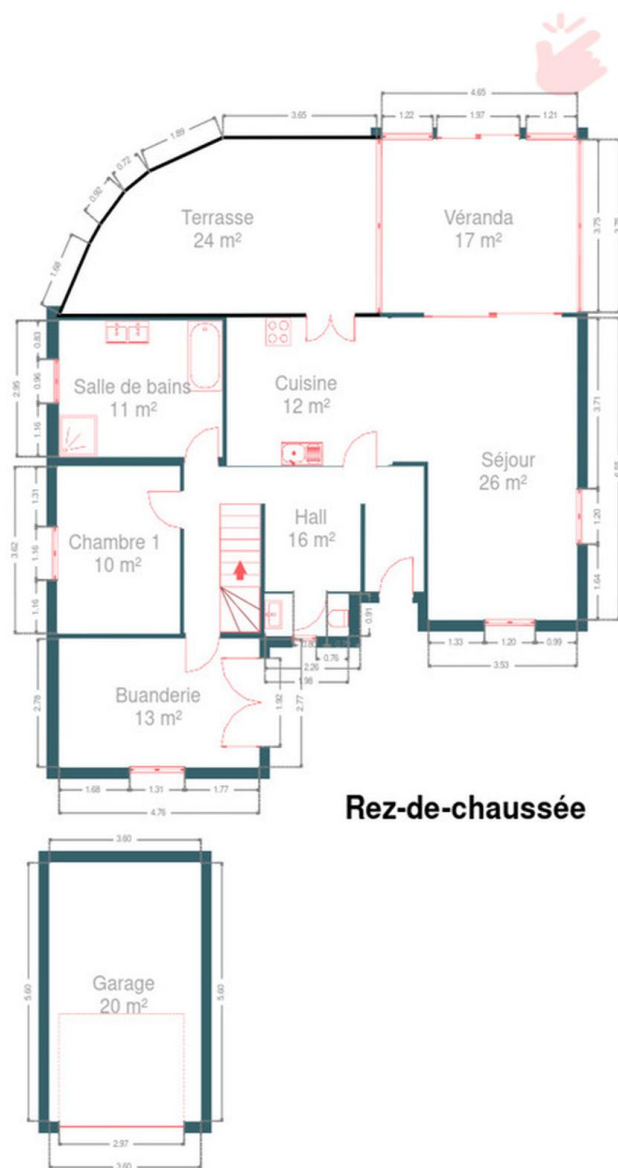 4.65
3.65
1.22
1.97
1.21
1.89
0.72
0.92
1.68
Terrasse
24 m²
Véranda
17 m²
3.75
0.83
2.95
0.96
1.16
Salle de bains
11 m²
Cuisine
12 m²
3.71
Séjour
26 m²
1.31
3.62
1.16
1.16
Chambre 1
10 m²
Hall
16 m²
1.20
1.64
0.91
0.76
2.26
1.98
1.33
1.20
0.99
3.53
2.78
Buanderie
13 m²
1.92
2.77
1.68
1.31
1.77
4.76
Rez-de-chaussée
3.60
5.60
5.60
Garage
20 m²
2.97
3.60